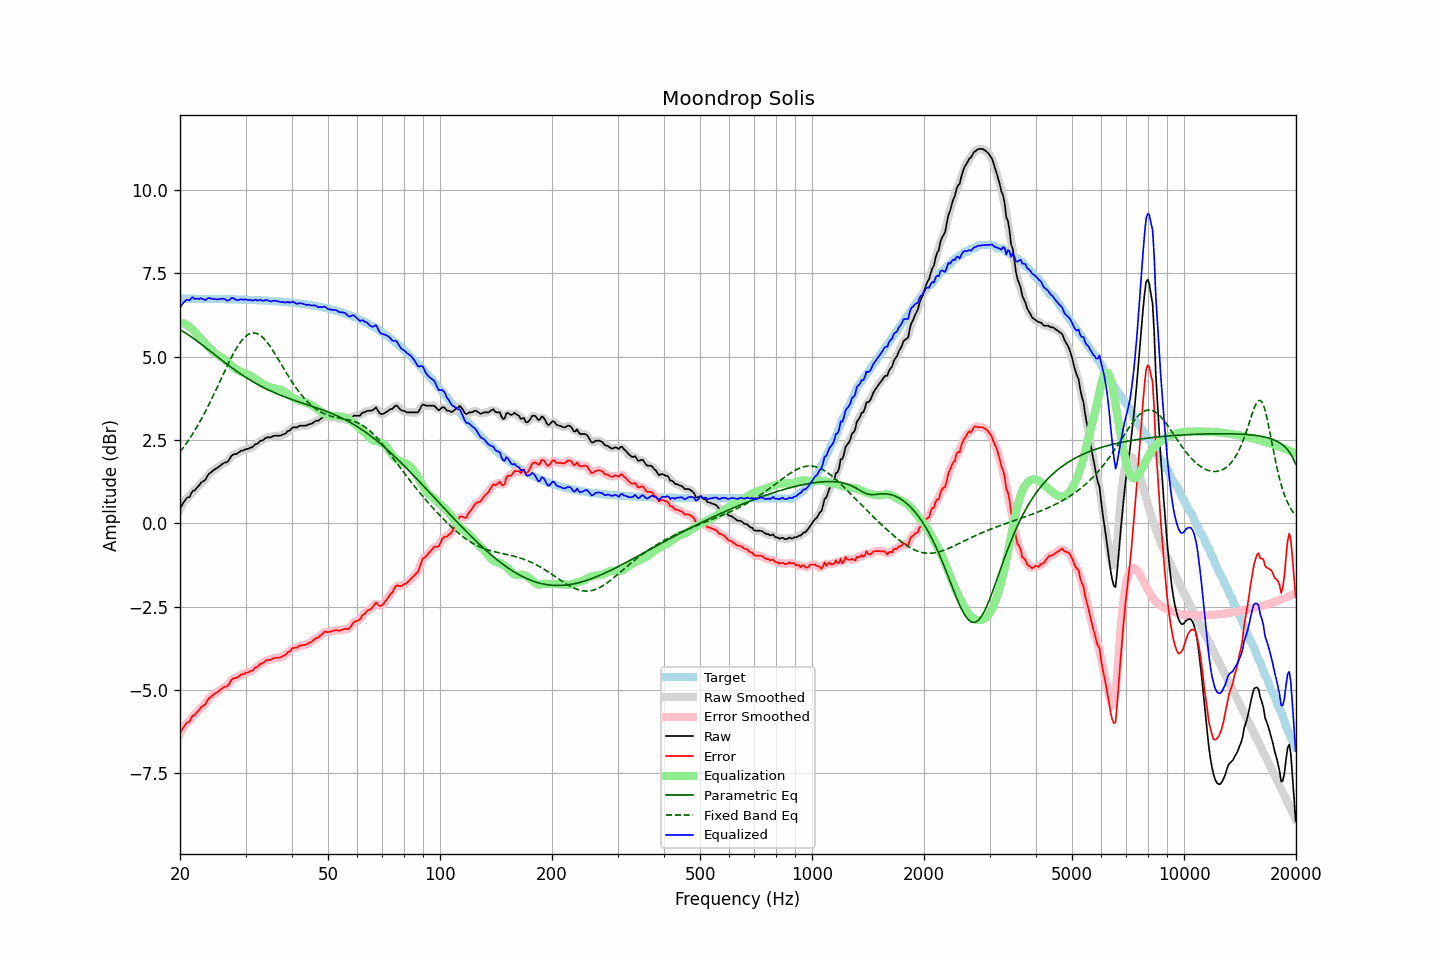 Moondrop Solis
Amplitude (dBr)
10.0
7.5
5.0
2.5
0.0
−2.5
−5.0
−7.5
Target
Raw Smoothed
Error Smoothed
Raw
Error
Equalization
Parametric Eq
Fixed Band Eq
Equalized
20 50 100 200 500 1000 2000 5000 10000 20000
Frequency (Hz)